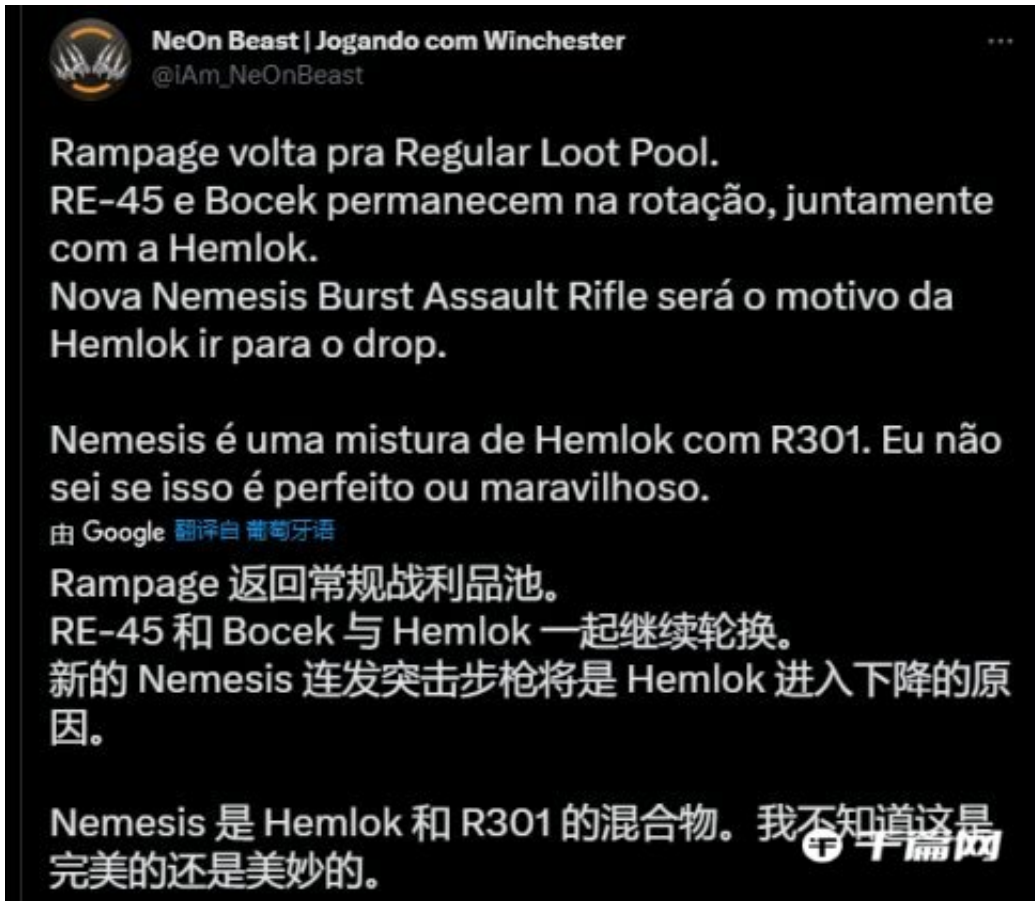 NeOn Beast | Jogando com Winchester
@iAm_NeOnBeast
Rampage volta pra Regular Loot Pool.
RE-45 e Bocek permanecem na rotação, juntamente
com a Hemlok.
Nova Nemesis Burst Assault Rifle será o motivo da
Hemlok ir para o drop.
Nemesis é uma mistura de Hemlok com R301. Eu não
sei se isso é perfeito ou maravilhoso.
由 Google 翻译自 葡萄牙语
Rampage 返回常规战利品池。
RE-45 和 Bocek 与 Hemlok 一起继续轮换。
新的 Nemesis 连发突击步枪将是 Hemlok 进入下降的原
因。
Nemesis 是 Hemlok 和 R301 的混合物。我不知道这是
完美的还是美妙的。
千篇网